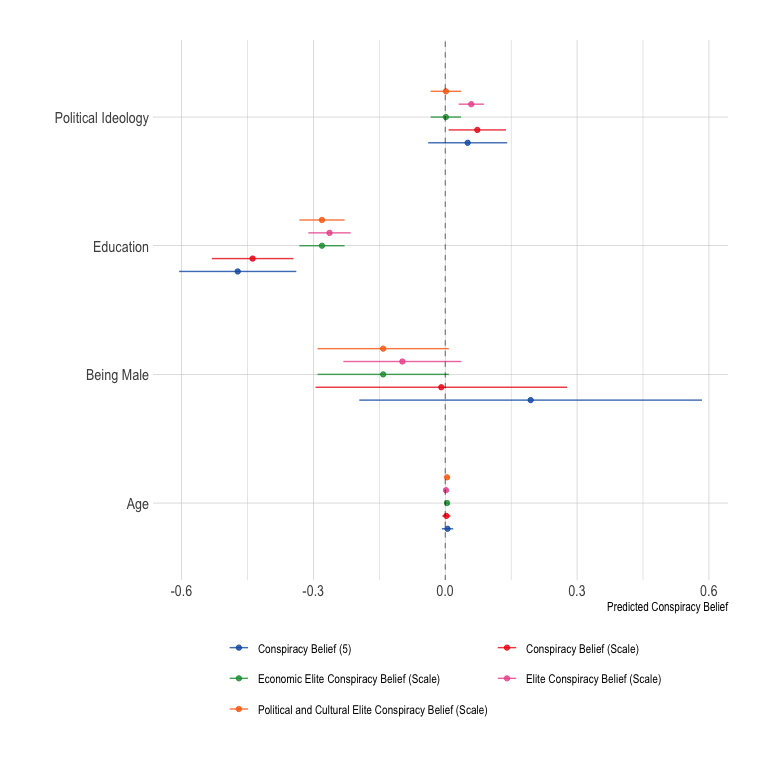 Political Ideology
Education
Being Male
Age
-0.6 -0.3 0.0 0.3 0.6
Predicted Conspiracy Belief
Conspiracy Belief (5) Conspiracy Belief (Scale)
Economic Elite Conspiracy Belief (Scale) Elite Conspiracy Belief (Scale)
Political and Cultural Elite Conspiracy Belief (Scale)